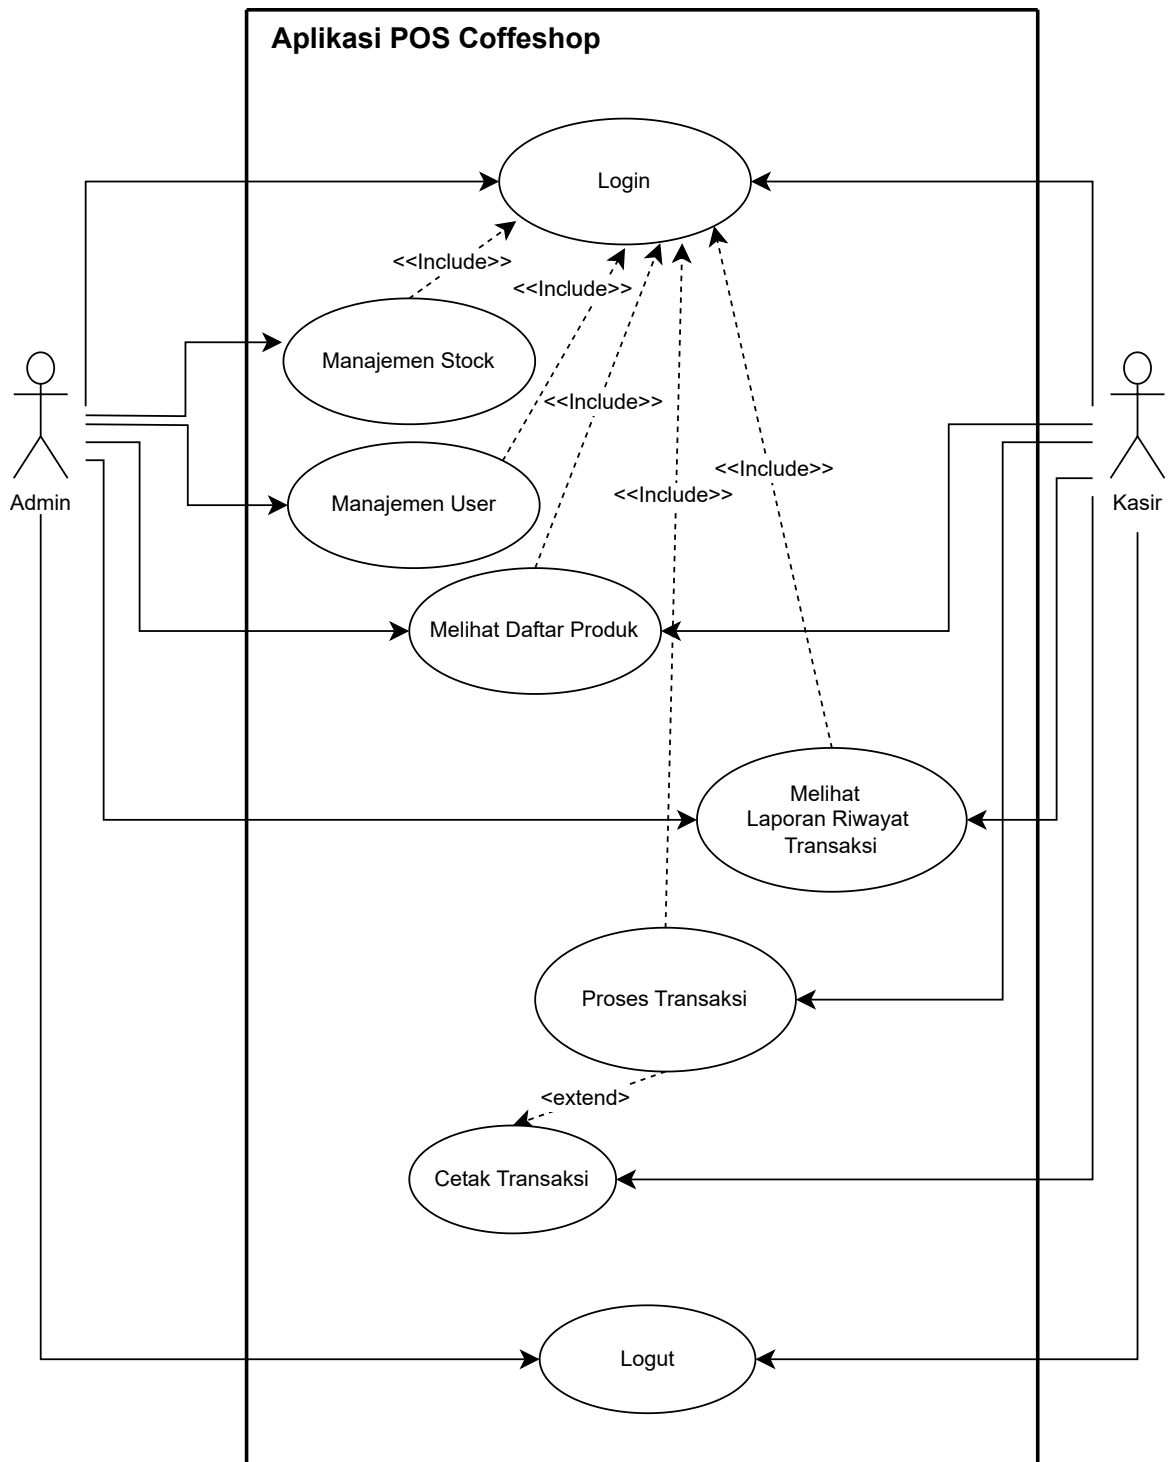 Aplikasi POS Coffeshop
Login
<<Include>>
<<Include>>
Manajemen Stock
<<Include>>
<<Include>>
<<Include>>
Manajemen User
Admin
Kasir
Melihat Daftar Produk
Melihat
Laporan Riwayat
Transaksi
Proses Transaksi
<extend>
Cetak Transaksi
Logut